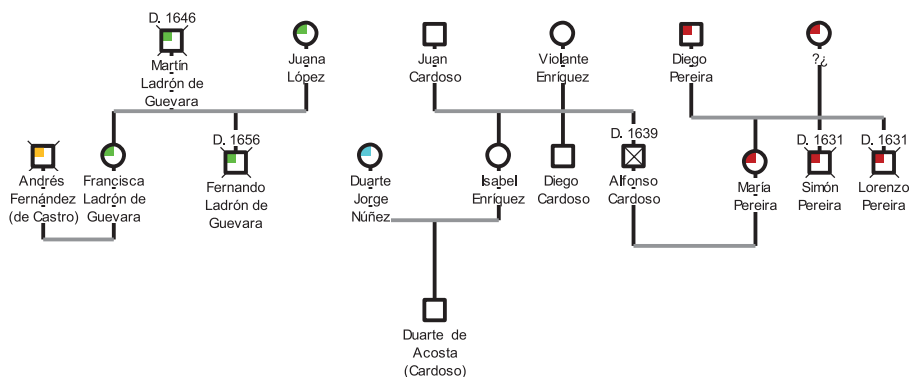 D. 1646
Martín
Ladrón de
Guevara
Juana
López
Juan
Cardoso
Violante
Enríquez
Diego
Pereira
?¿
Andrés
Fernández
(de Castro)
Francisca
Ladrón de
Guevara
D. 1656
Fernando
Ladrón de
Guevara
Duarte
Jorge
Núñez
Isabel
Enríquez
Diego
Cardoso
D. 1639
Alfonso
Cardoso
María
Pereira
D. 1631
Simón
Pereira
D. 1631
Lorenzo
Pereira
Duarte de
Acosta
(Cardoso)